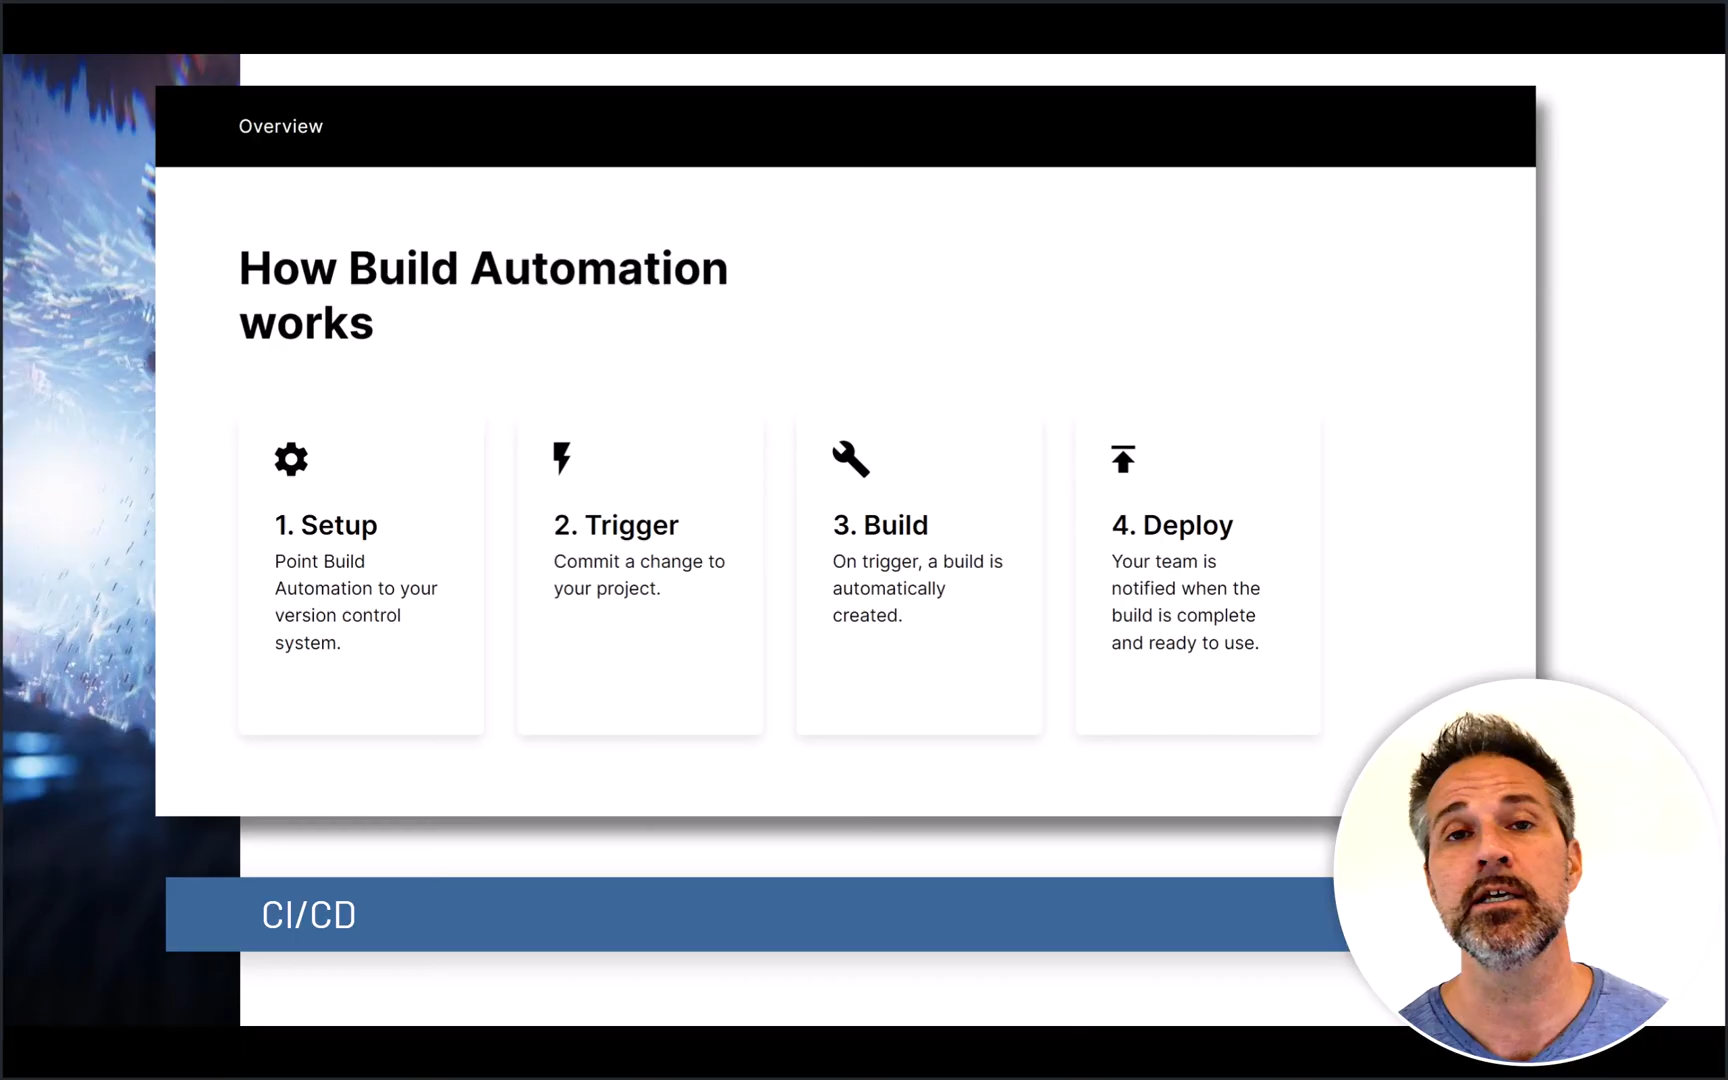 Overview
How Build Automation
works
1. Setup
Point Build
Automation to your
version control
system.
2. Trigger
Commit a change to
your project.
3. Build
On trigger, a build is
automatically
created.
4. Deploy
Your team is
notified when the
build is complete
and ready to use.
CI/CD